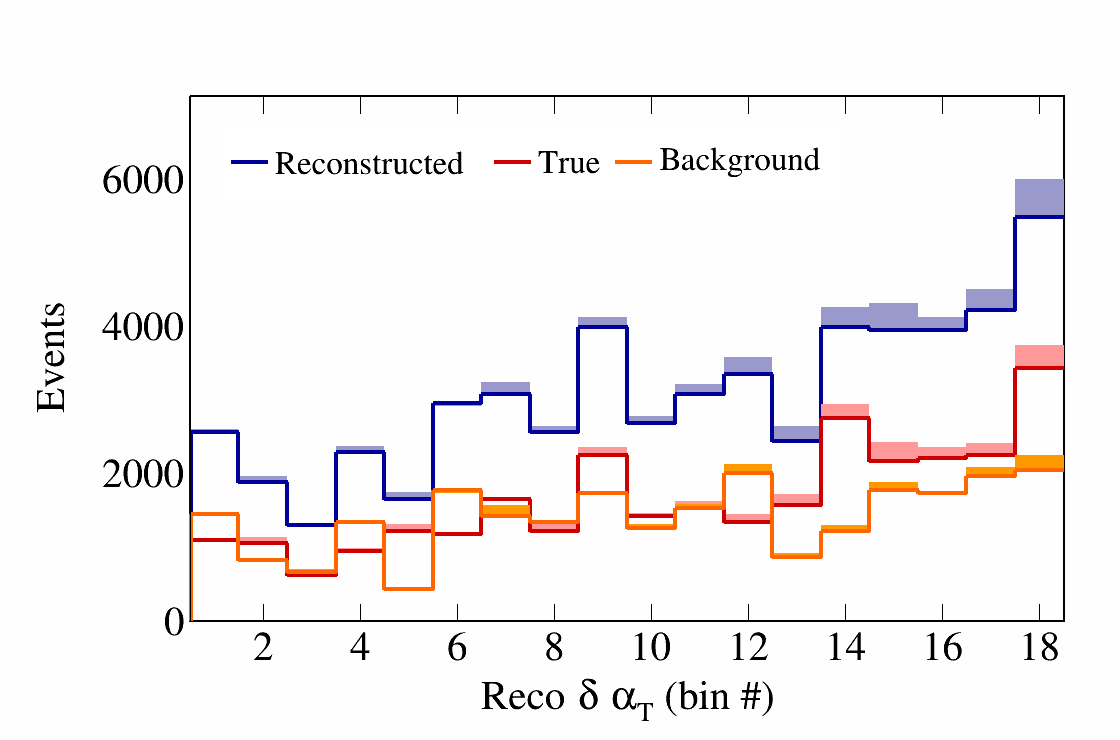 Reconstructed True Background
6000
4000
2000
0
Events
2 4 6 8 10 12 14 16 18
Reco δ αT (bin #)